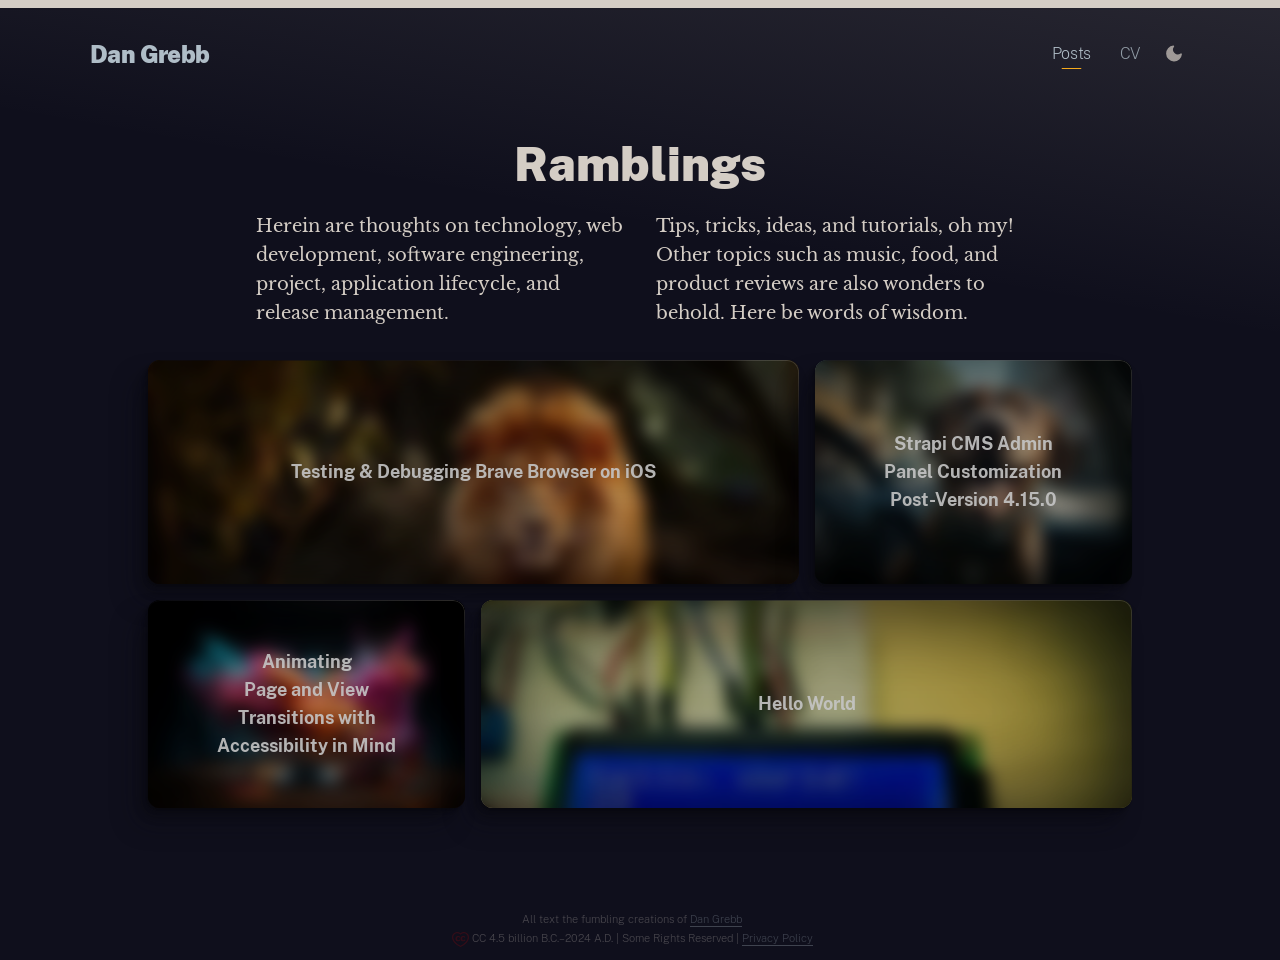 Dan Grebb
Posts
CV
Ramblings
Herein are thoughts on technology, web
development, software engineering,
project, application lifecycle, and
release management.
Tips, tricks, ideas, and tutorials, oh my!
Other topics such as music, food, and
product reviews are also wonders to
behold. Here be words of wisdom.
Testing & Debugging Brave Browser on iOS
Strapi CMS Admin
Panel Customization
Post-Version 4.15.0
Animating
Page and View
Transitions with
Accessibility in Mind
Hello World
All text the fumbling creations of Dan Grebb
CC 4.5 billion B.C.–2024 A.D. | Some Rights Reserved | Privacy Policy